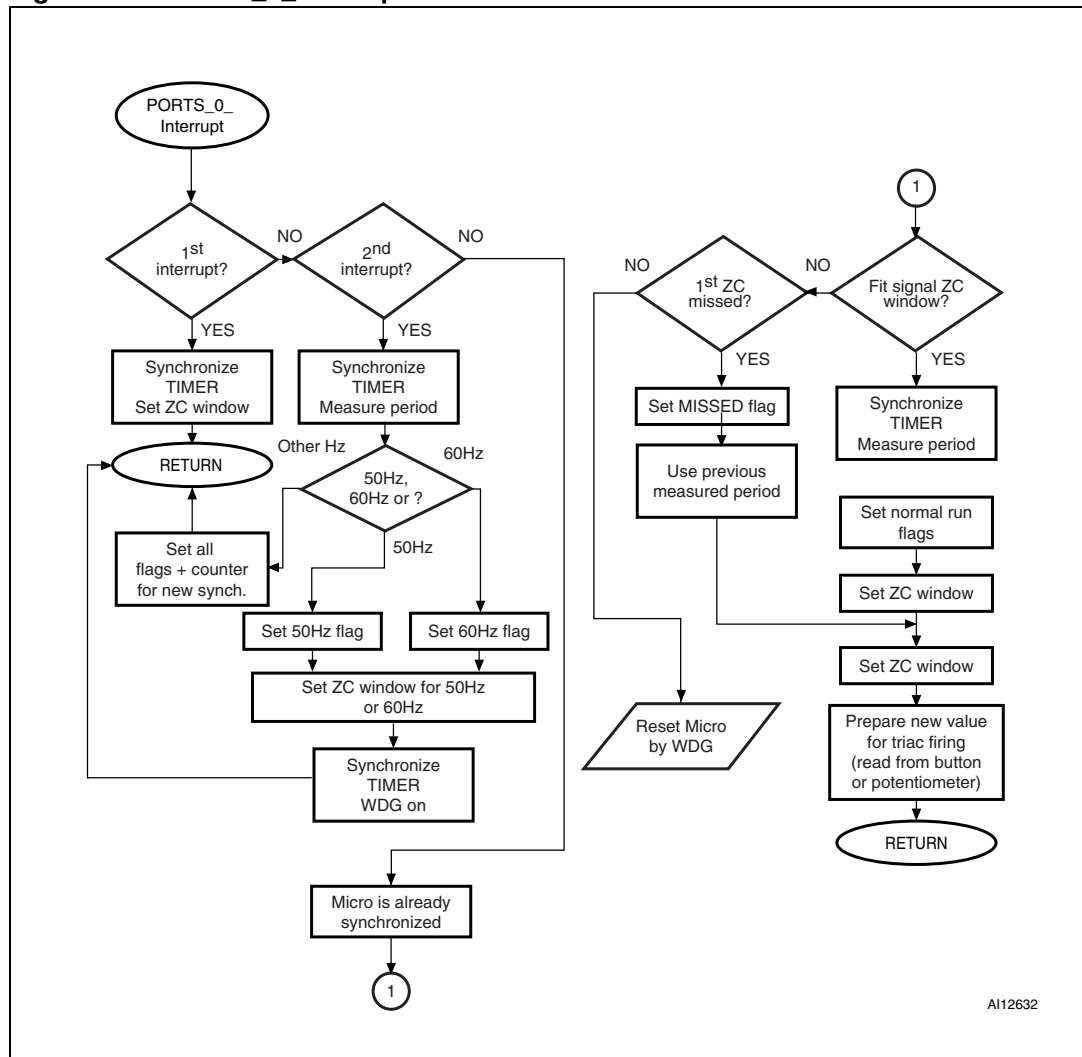 PORTS_0_
Interrupt
1st
interrupt?
NO
2nd
interrupt?
NO
YES
YES
Synchronize
TIMER
Set ZC window
Synchronize
TIMER
Measure period
RETURN
Other Hz
60Hz
50Hz,
60Hz or ?
50Hz
Set all
flags + counter
for new synch.
Set 50Hz flag
Set 60Hz flag
Set ZC window for 50Hz
or 60Hz
Synchronize
TIMER
WDG on
Micro is already
synchronized
1
1
Fit signal ZC
window?
NO
1st ZC
missed?
NO
YES
YES
Set MISSED flag
Use previous
measured period
Synchronize
TIMER
Measure period
Set normal run
flags
Set ZC window
Set ZC window
Reset Micro
by WDG
Prepare new value
for triac firing
(read from button
or potentiometer)
RETURN
AI12632